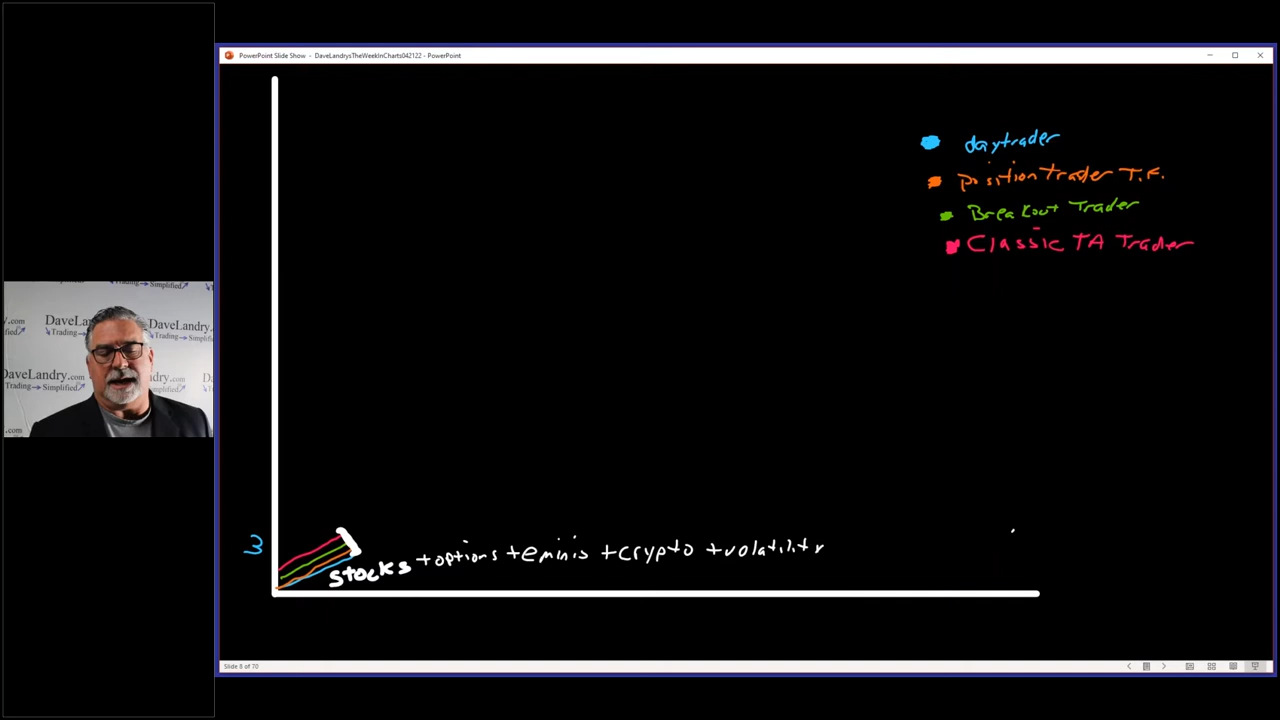 PowerPoint Slide Show - DaveLandrysTheWeekInCharts042122 - PowerPoint
daytrader
Position Trader T.F.
Breakout Trader
Classic TA Trader
DaveLandry.com
Trading Simplified
3
Stocks +options +eminis +crypto +volatility
Slide 8 of 70